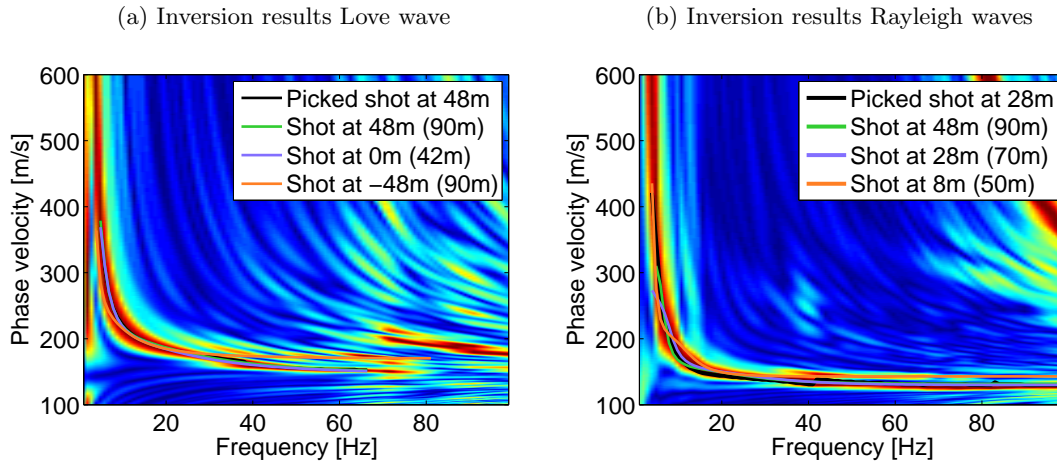 (a) Inversion results Love wave
600
500
400
300
200
100
Phase velocity [m/s]
20
40
60
80
Frequency [Hz]
Picked shot at 48m
Shot at 48m (90m)
Shot at 0m (42m)
Shot at −48m (90m)
(b) Inversion results Rayleigh waves
600
500
400
300
200
100
Phase velocity [m/s]
20
40
60
80
Frequency [Hz]
Picked shot at 28m
Shot at 48m (90m)
Shot at 28m (70m)
Shot at 8m (50m)